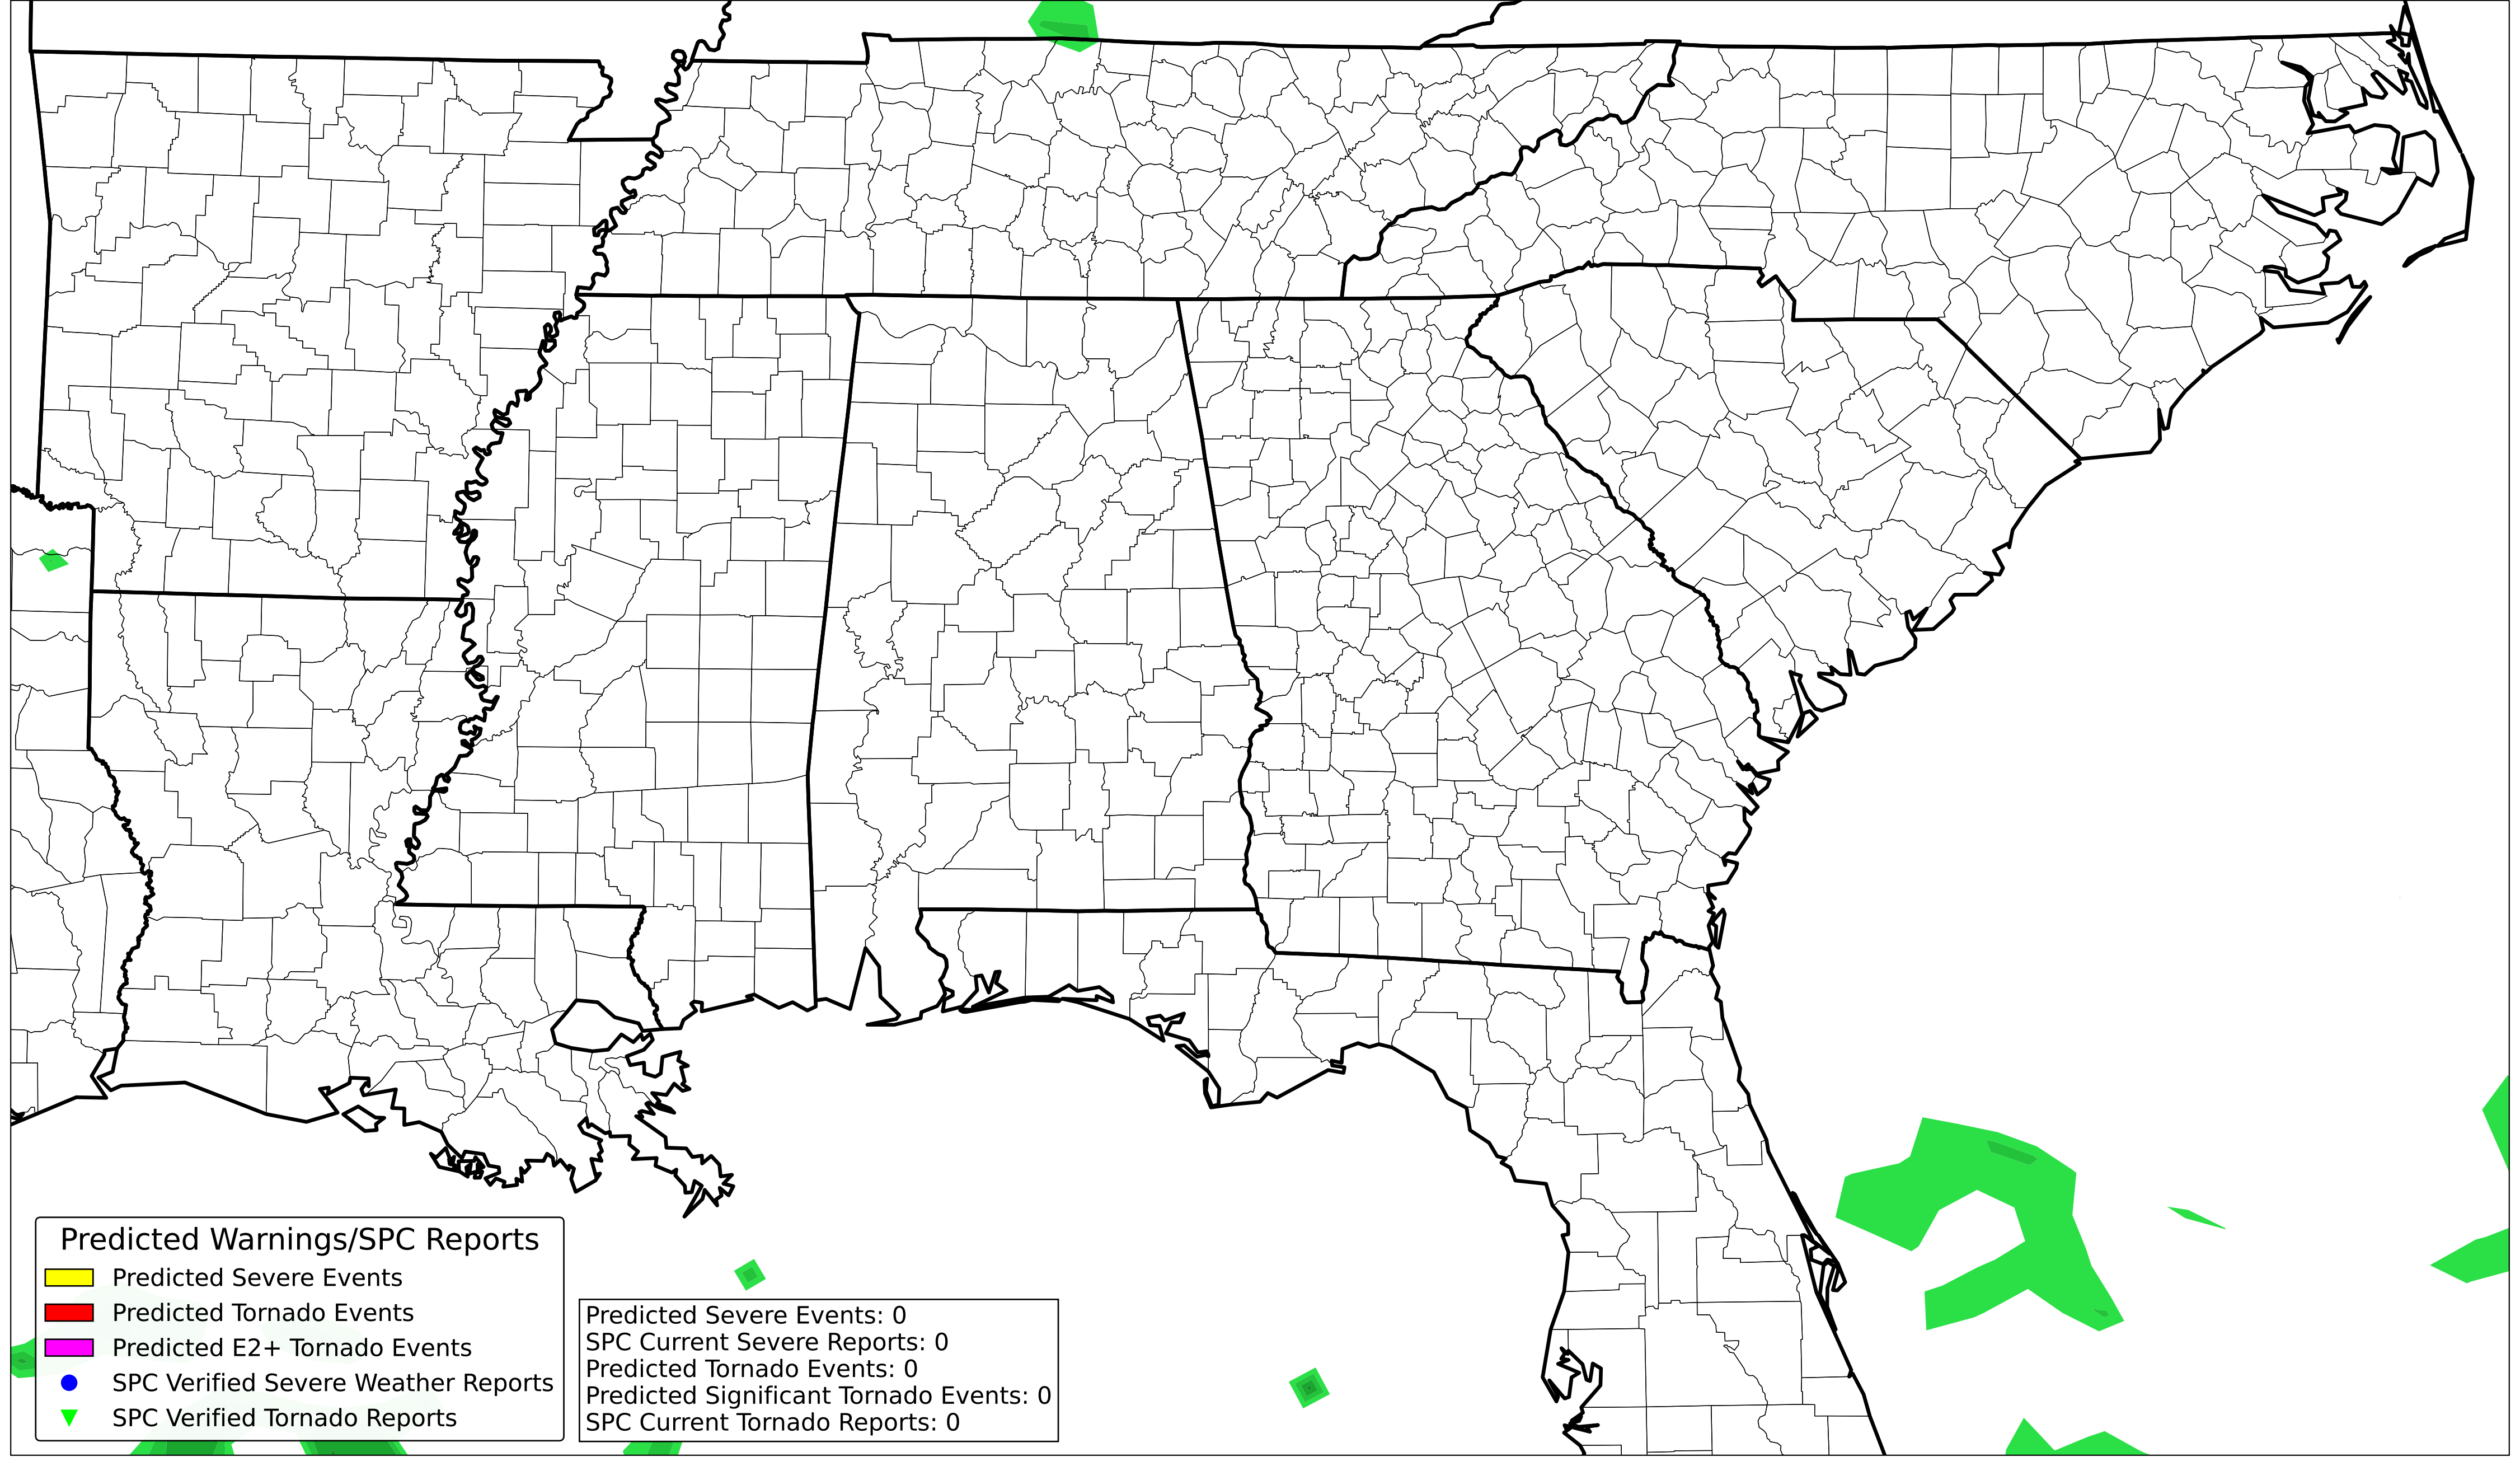 Predicted Warnings/SPC Reports
Predicted Severe Events
Predicted Tornado Events
Predicted E2+ Tornado Events
SPC Verified Severe Weather Reports
SPC Verified Tornado Reports
Predicted Severe Events: 0
SPC Current Severe Reports: 0
Predicted Tornado Events: 0
Predicted Significant Tornado Events: 0
SPC Current Tornado Reports: 0